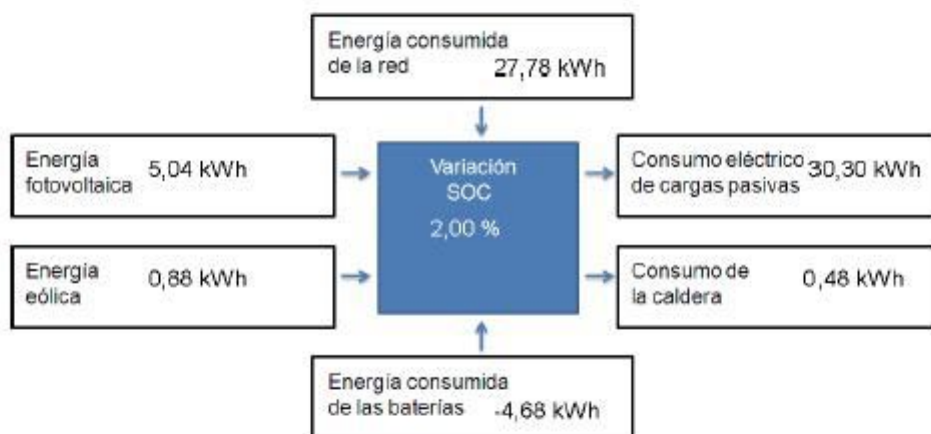 Energía consumida
de la red 27,78 kWh
Energía
fotovoltaica 5,04 kWh
Variación
SOC
2,00 %
Consumo eléctrico
de cargas pasivas 30,30 kWh
Energía
eólica 0,88 kWh
Consumo de
la caldera 0,48 kWh
Energía consumida
de las baterías -4,68 kWh